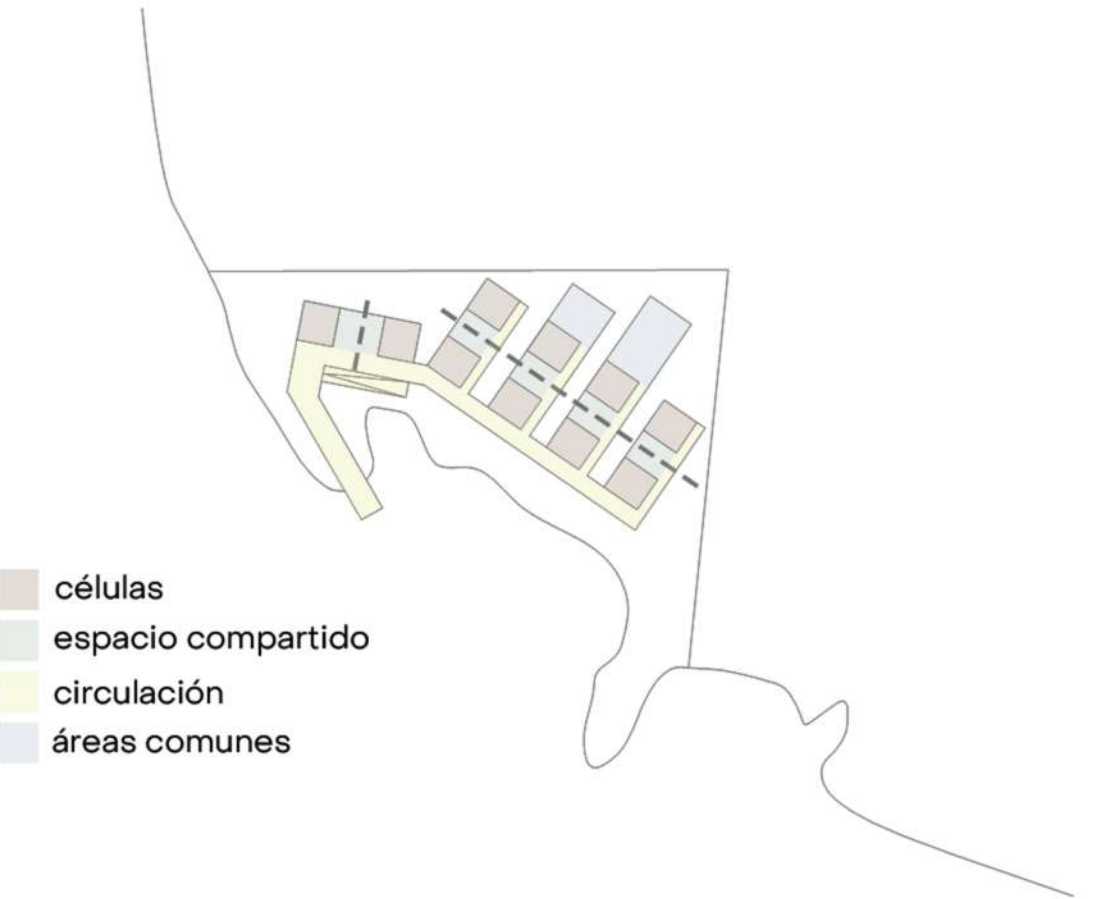 células
espacio compartido
circulación
áreas comunes